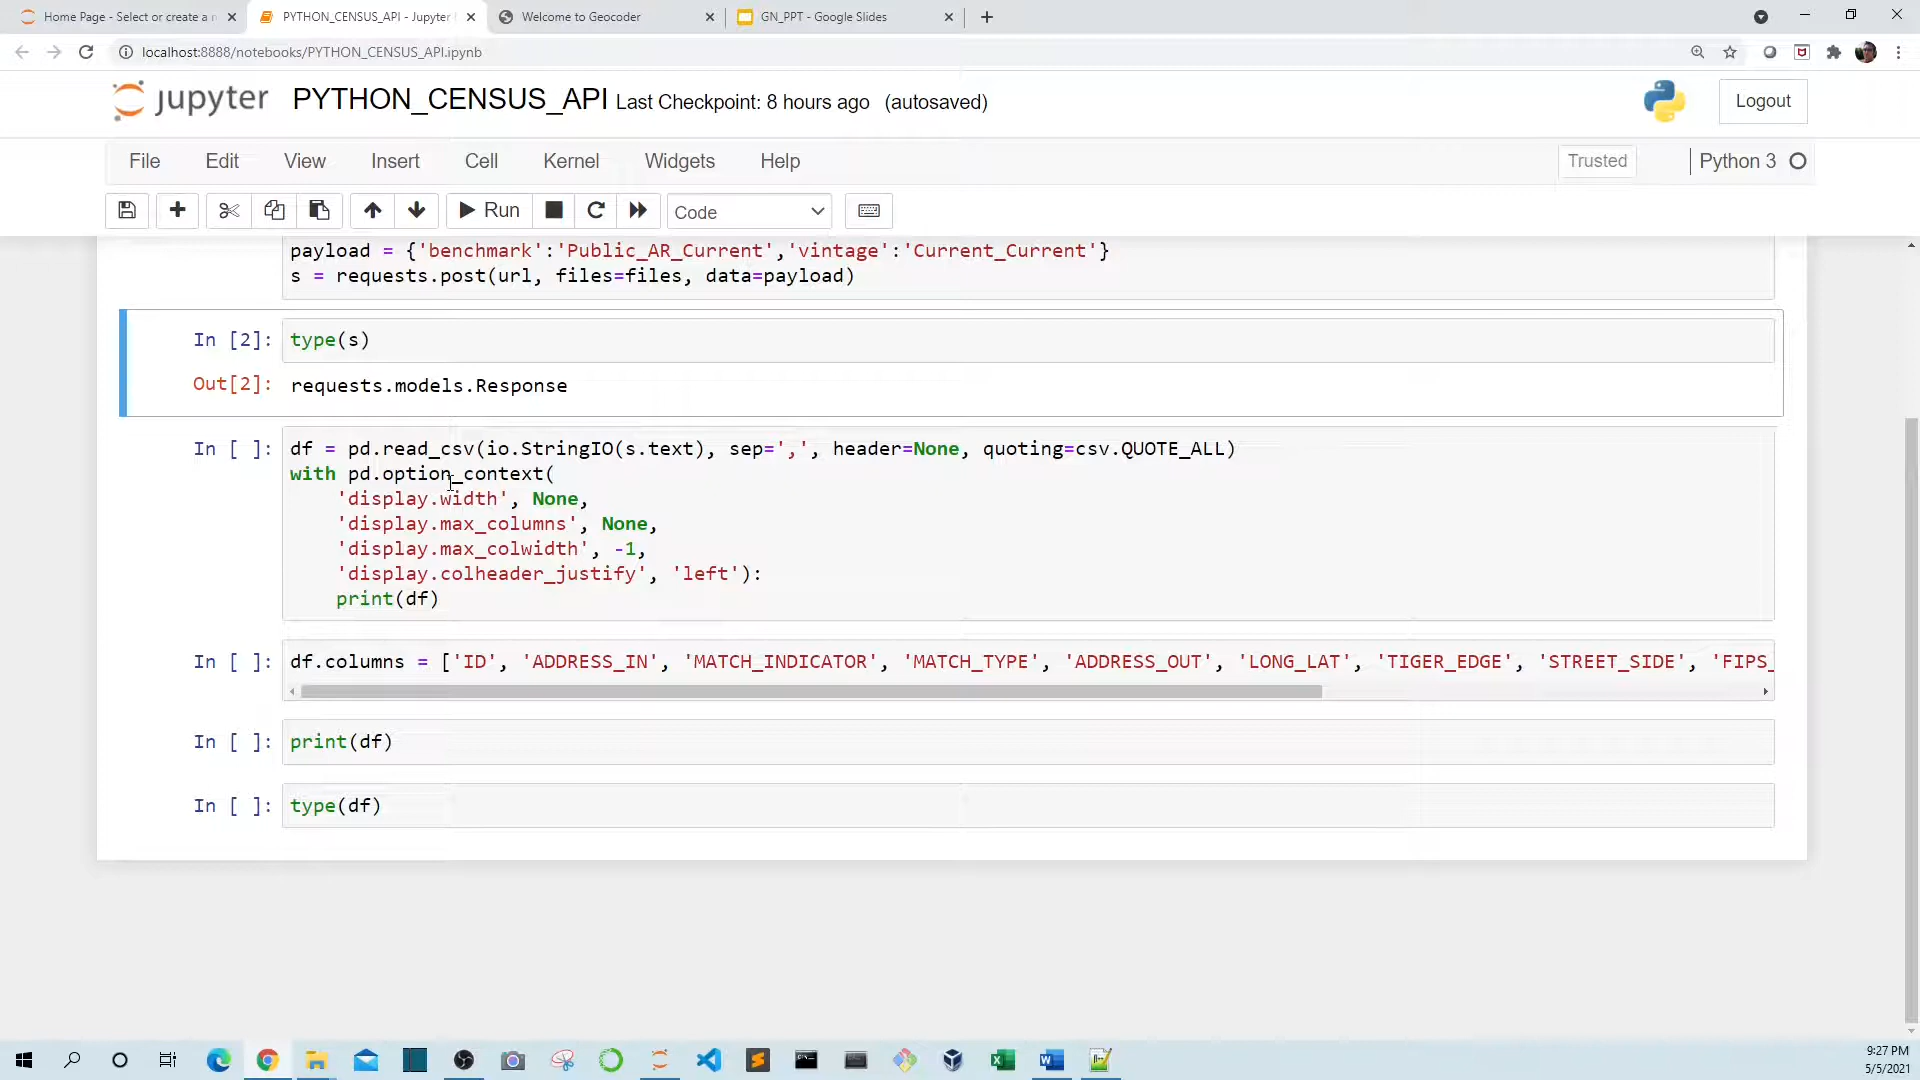 Home Page - Select or create a n
PYTHON_CENSUS_API - Jupyter
Welcome to Geocoder
GN_PPT - Google Slides
localhost:8888/notebooks/PYTHON_CENSUS_API.ipynb
jupyter PYTHON_CENSUS_API Last Checkpoint: 8 hours ago (autosaved)
Logout
File Edit View Insert Cell Kernel Widgets Help
Trusted
Python 3
Run
Code
payload = {'benchmark':'Public_AR_Current','vintage':'Current_Current'}
s = requests.post(url, files=files, data=payload)
In [2]: type(s)
Out[2]: requests.models.Response
In [ ]: df = pd.read_csv(io.StringIO(s.text), sep=',', header=None, quoting=csv.QUOTE_ALL)
with pd.option_context(
'display.width', None,
'display.max_columns', None,
'display.max_colwidth', -1,
'display.colheader_justify', 'left'):
print(df)
In [ ]: df.columns = ['ID', 'ADDRESS_IN', 'MATCH_INDICATOR', 'MATCH_TYPE', 'ADDRESS_OUT', 'LONG_LAT', 'TIGER_EDGE', 'STREET_SIDE', 'FIPS_
In [ ]: print(df)
In [ ]: type(df)
9:27 PM
5/5/2021